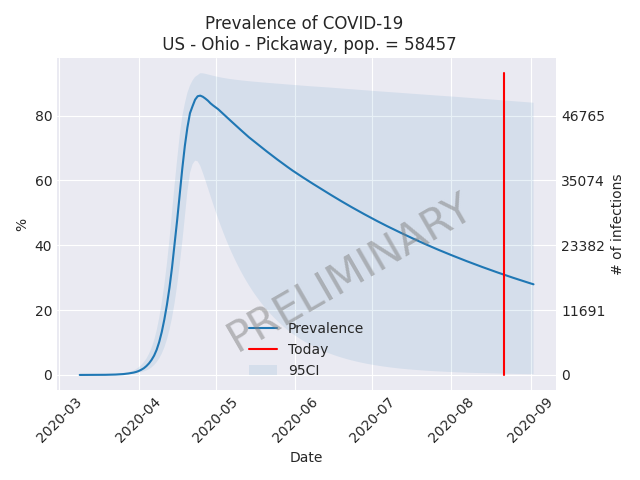 Prevalence of COVID-19
US - Ohio - Pickaway, pop. = 58457
80
60
40
20
0
%
46765
35074
23382
11691
0
# of infections
PRELIMINARY
Prevalence
Today
95CI
2020-03
2020-04
2020-05
2020-06
2020-07
2020-08
2020-09
Date